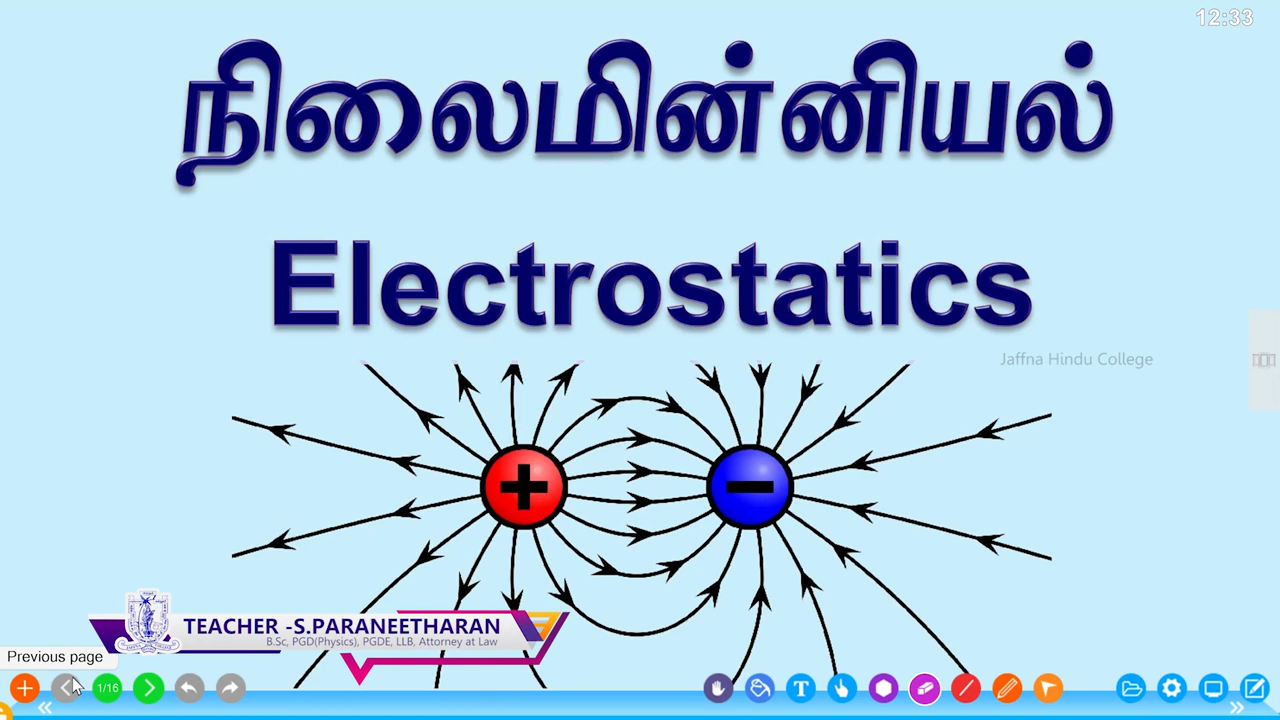 12:33
நிலைமின்னியல்
Electrostatics
Jaffna Hindu College
+
−
TEACHER -S.PARANEETHARAN
B.Sc, PGD(Physics), PGDE, LLB, Attorney at Law
Previous page
1/16
T